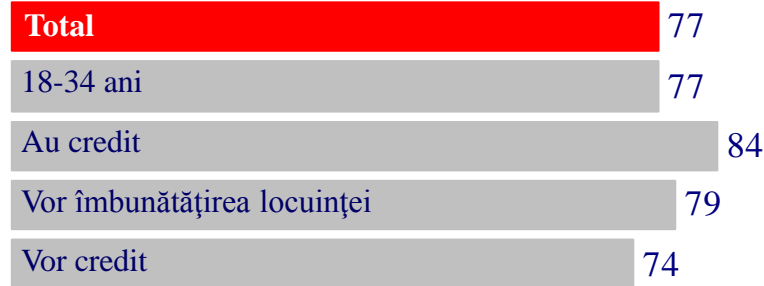 Total 77
18-34 ani 77
Au credit 84
Vor îmbunătăţirea locuinţei 79
Vor credit 74